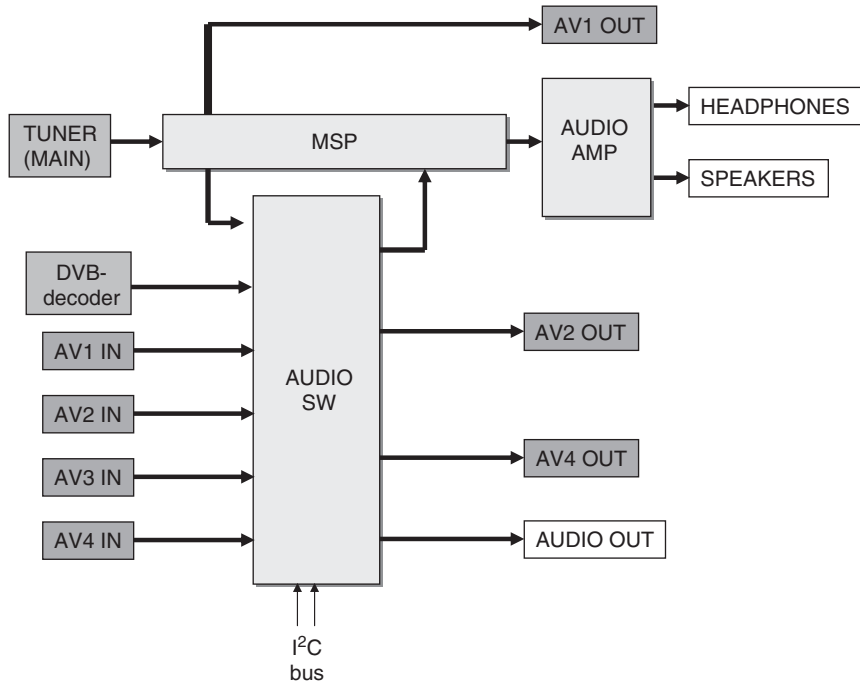 AV1 OUT
TUNER
(MAIN)
MSP
AUDIO
AMP
HEADPHONES
SPEAKERS
DVB-
decoder
AV1 IN
AV2 IN
AV3 IN
AV4 IN
AUDIO
SW
AV2 OUT
AV4 OUT
AUDIO OUT
I²C
bus